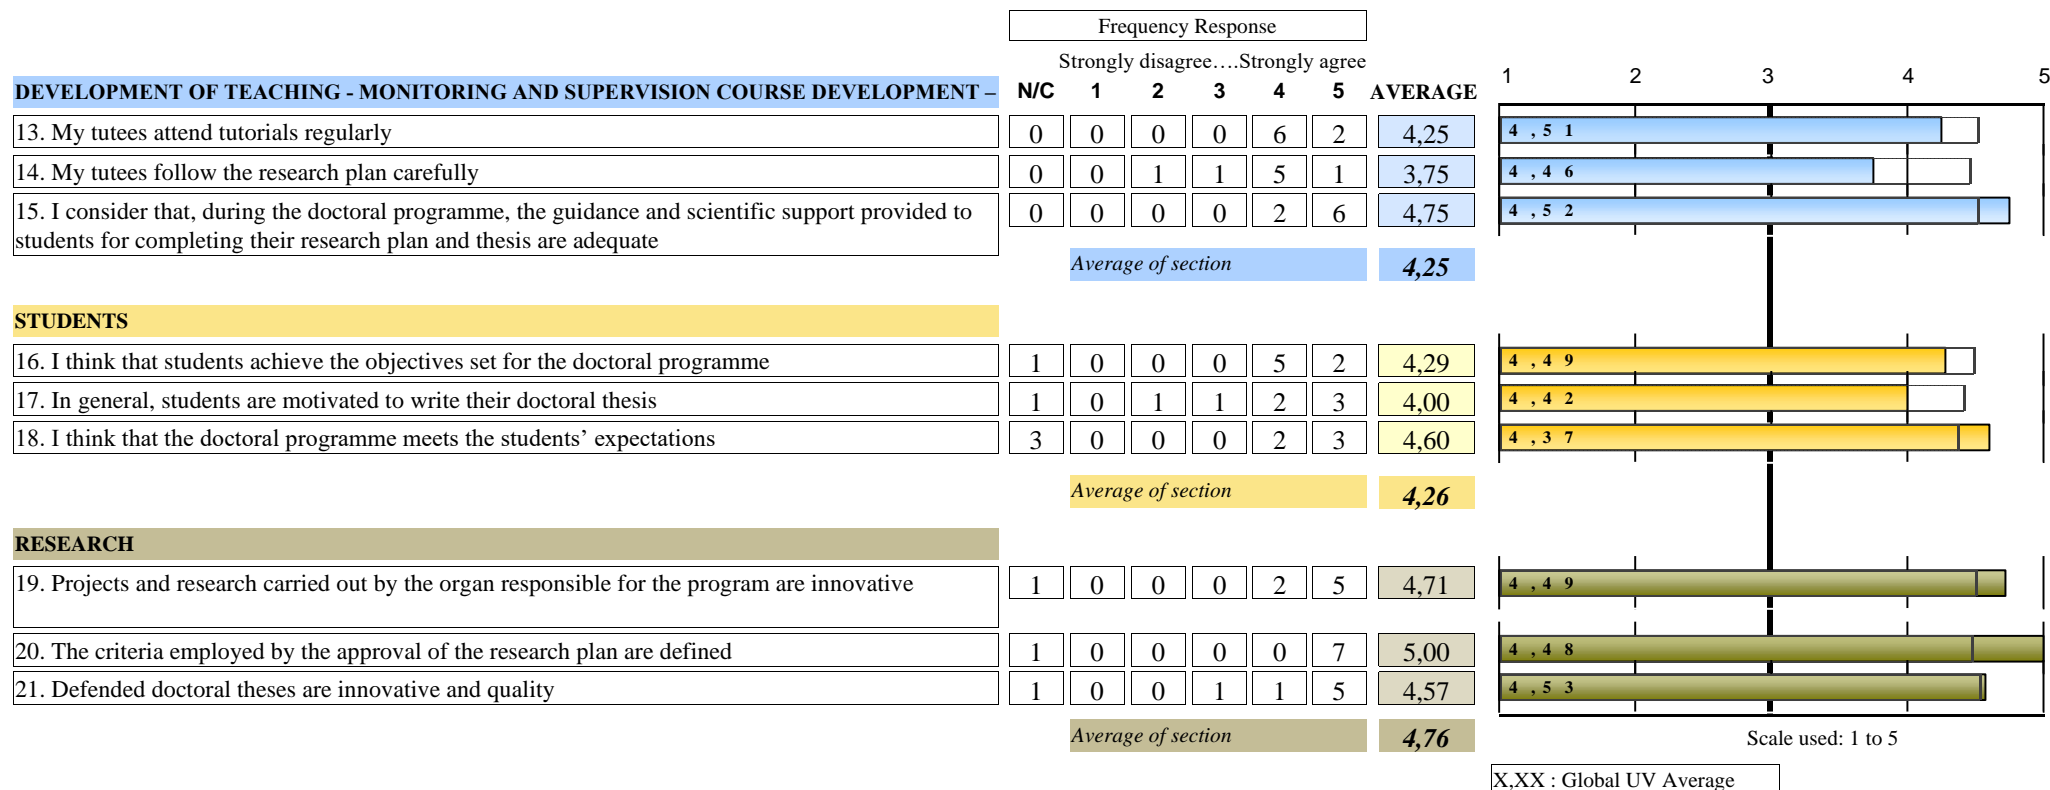 Frequency Response
Strongly disagree….Strongly agree
DEVELOPMENT OF TEACHING - MONITORING AND SUPERVISION COURSE DEVELOPMENT – N/C 1 2 3 4 5 AVERAGE 1 2 3 4 5
13. My tutees attend tutorials regularly 0 0 0 0 6 2 4,25 4,51
14. My tutees follow the research plan carefully 0 0 1 1 5 1 3,75 4,46
15. I consider that, during the doctoral programme, the guidance and scientific support provided to 0 0 0 0 2 6 4,75 4,52
students for completing their research plan and thesis are adequate
Average of section 4,25
STUDENTS
16. I think that students achieve the objectives set for the doctoral programme 1 0 0 0 5 2 4,29 4,49
17. In general, students are motivated to write their doctoral thesis 1 0 1 1 2 3 4,00 4,42
18. I think that the doctoral programme meets the students’ expectations 3 0 0 0 2 3 4,60 4,37
Average of section 4,26
RESEARCH
19. Projects and research carried out by the organ responsible for the program are innovative 1 0 0 0 2 5 4,71 4,49
20. The criteria employed by the approval of the research plan are defined 1 0 0 0 0 7 5,00 4,48
21. Defended doctoral theses are innovative and quality 1 0 0 1 1 5 4,57 4,53
Average of section 4,76
Scale used: 1 to 5
X,XX : Global UV Average